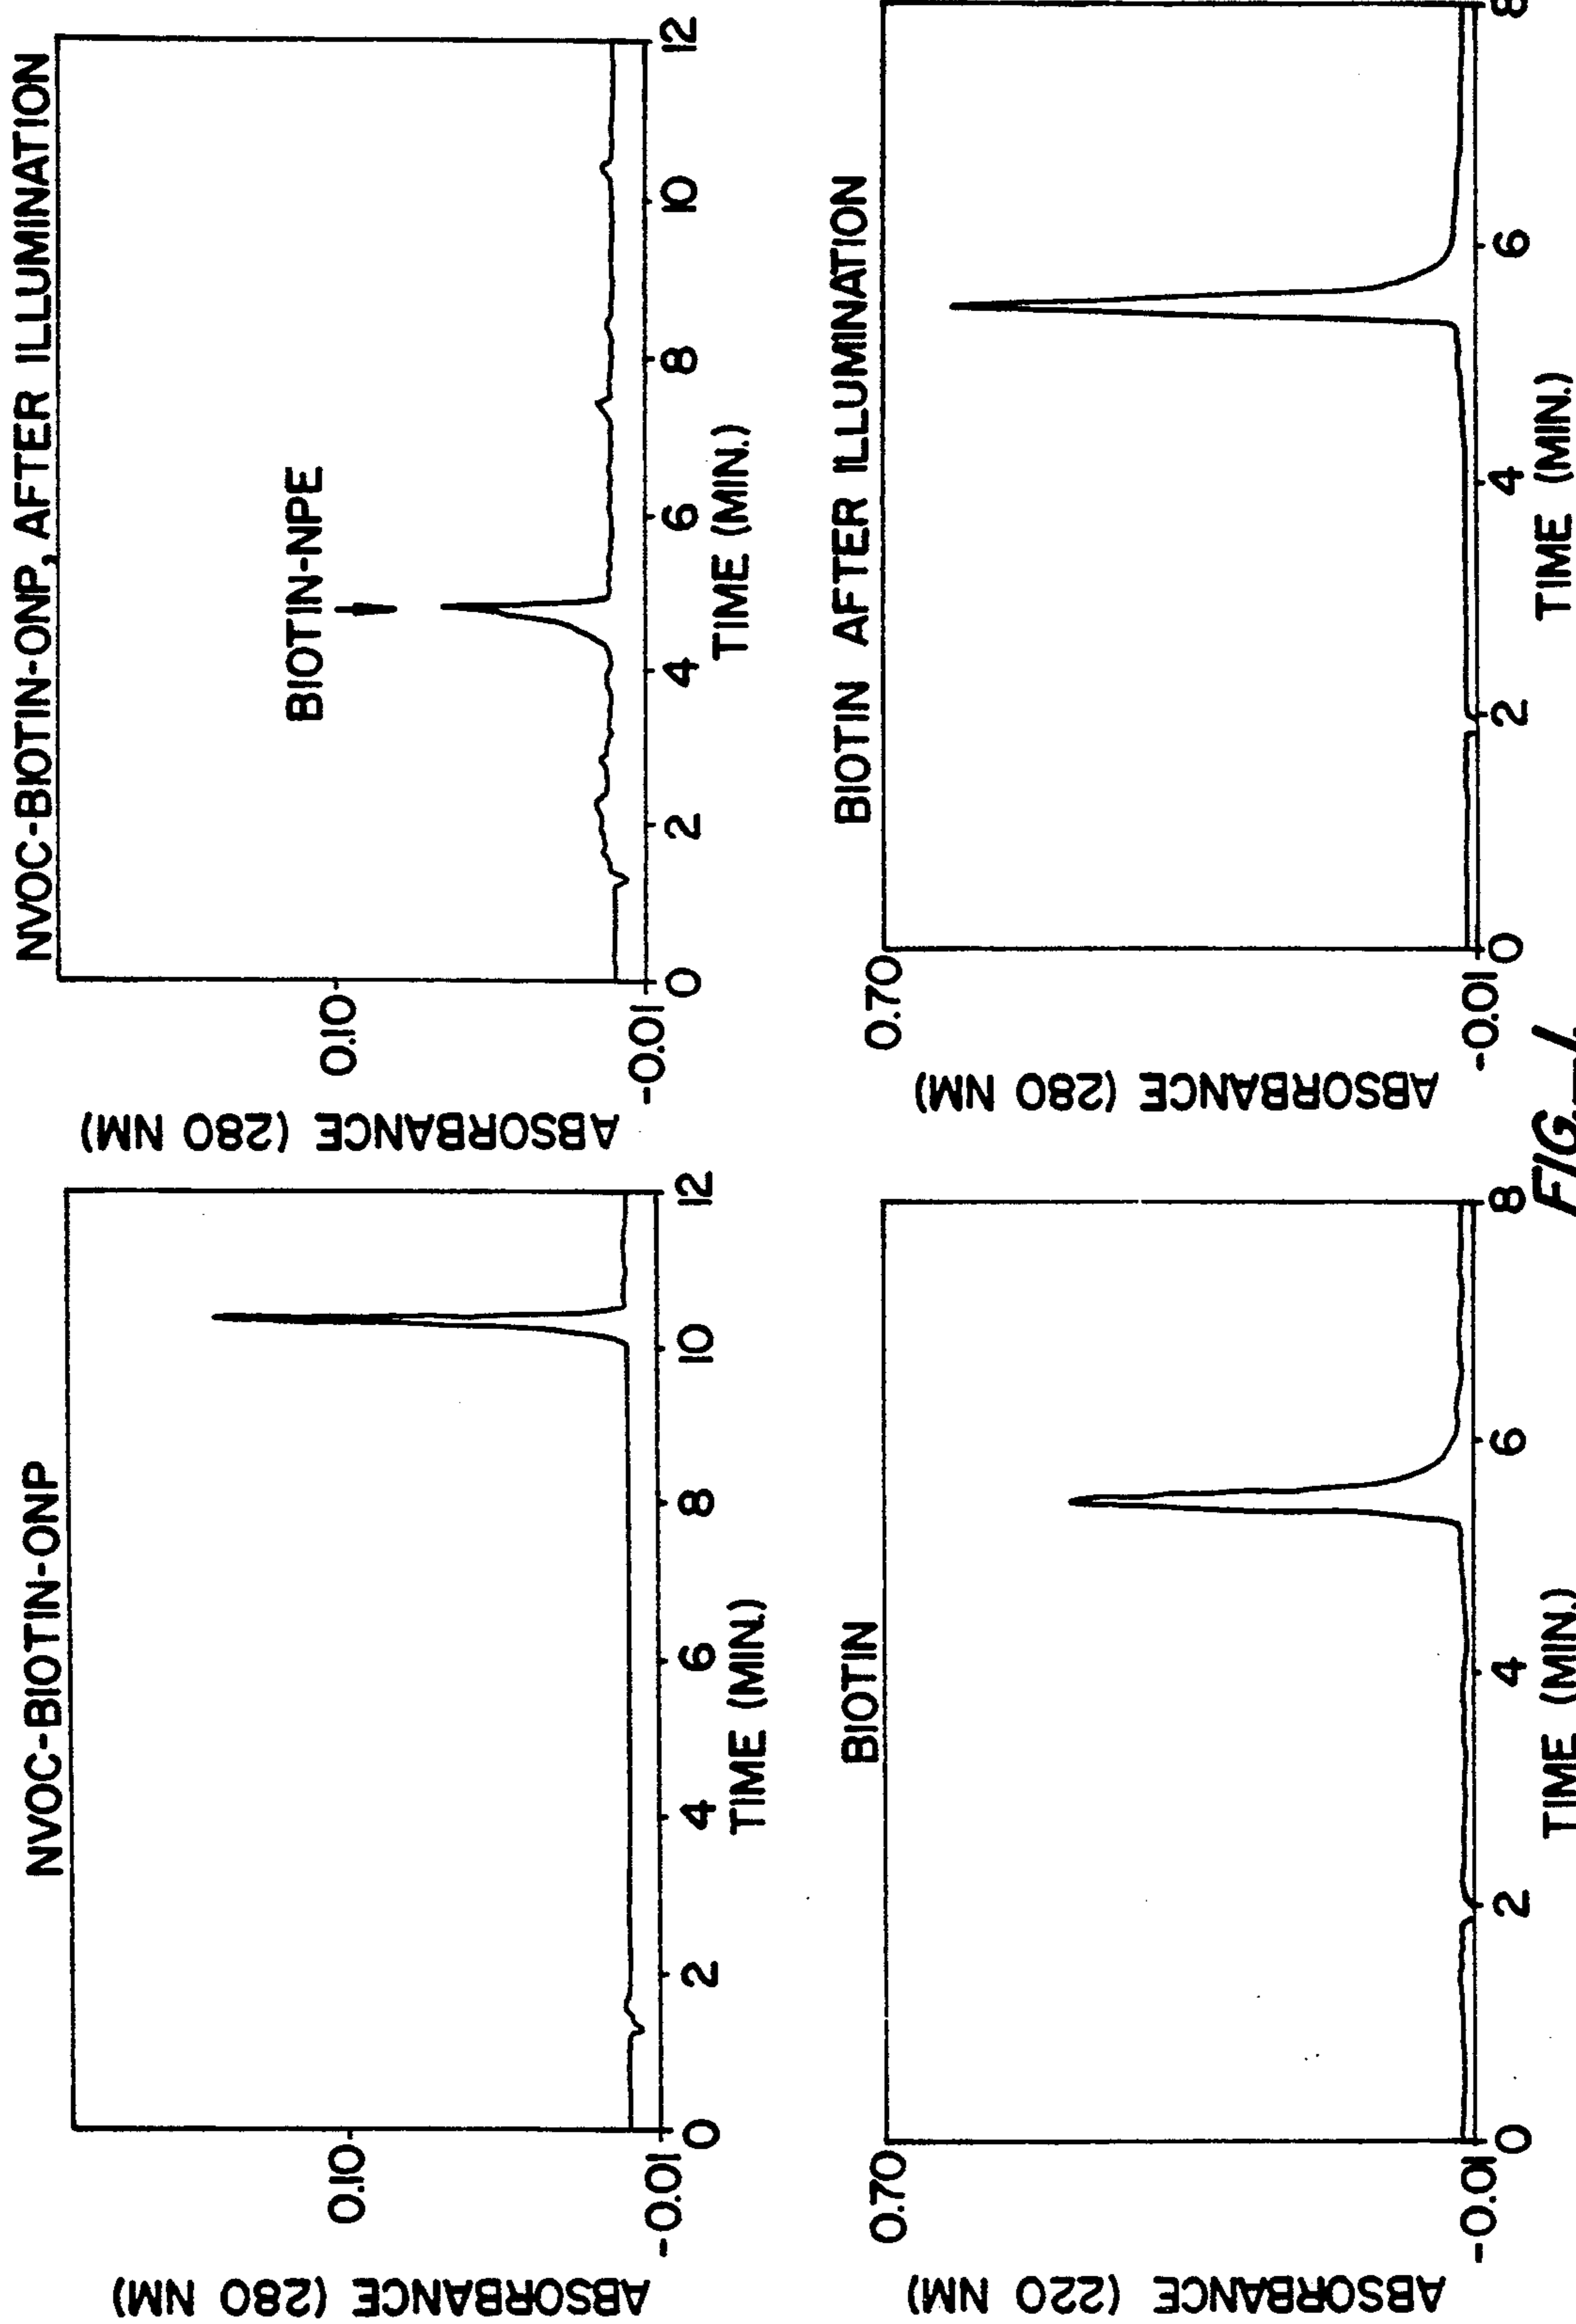 NVOC-BIOTIN-ONP
ABSORBANCE (280 NM)
0.10
-0.01
0 2 4 6 8 10 12
TIME (MIN.)
NVOC-BIOTIN-ONP, AFTER ILLUMINATION
BIOTIN-NPE
ABSORBANCE (280 NM)
0.10
-0.01
0 2 4 6 8 10 12
TIME (MIN.)
BIOTIN
ABSORBANCE (220 NM)
0.70
-0.01
0 2 4 6 8
TIME (MIN.)
BIOTIN AFTER ILLUMINATION
ABSORBANCE (280 NM)
0.70
-0.01
0 2 4 6 8
TIME (MIN.)
FIG.